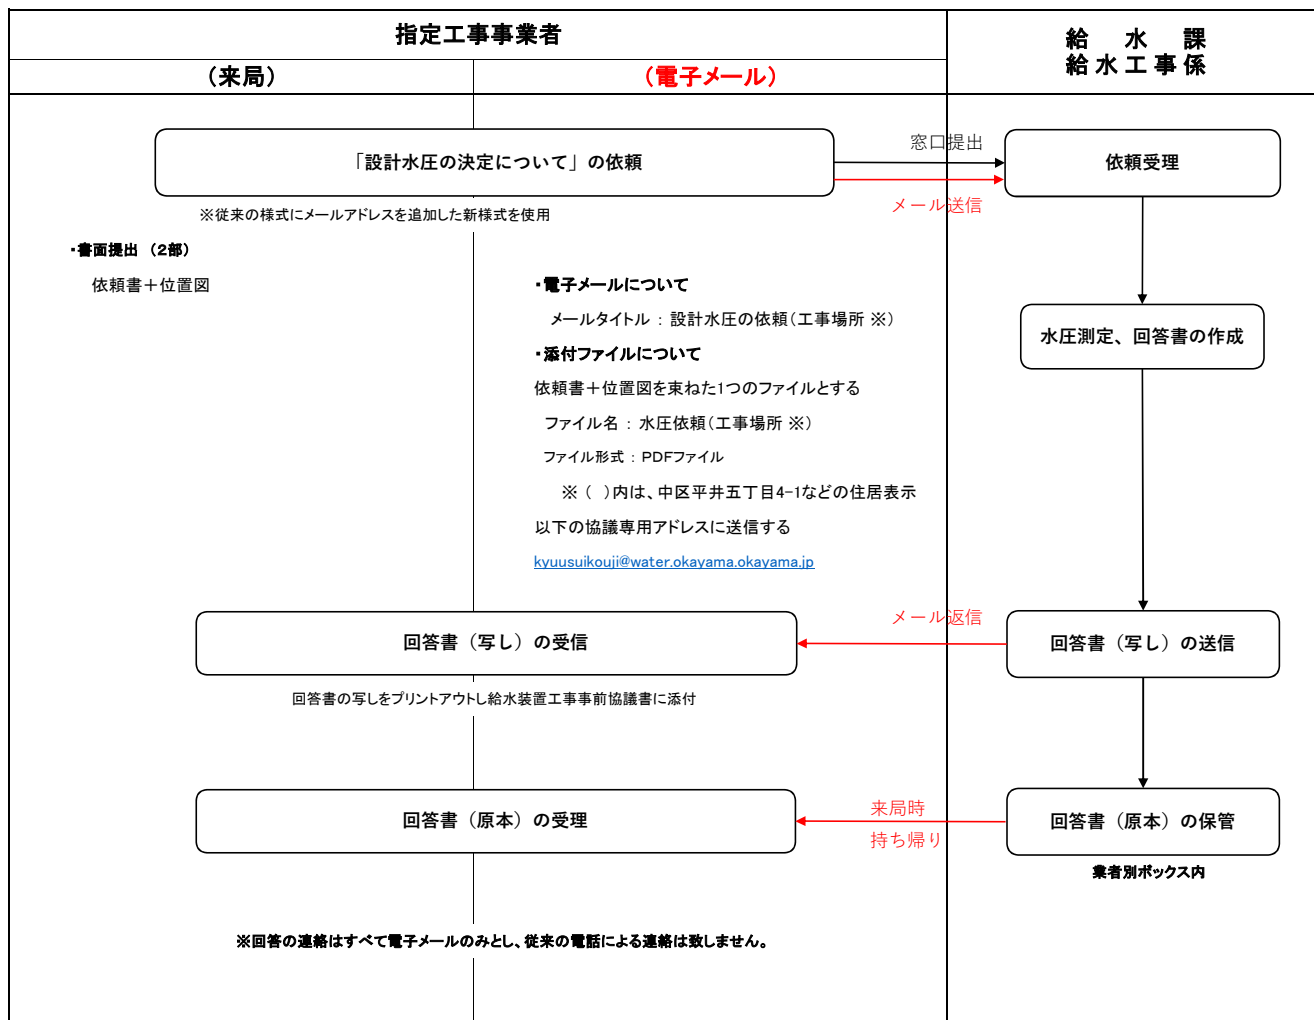 指定工事事業者
給　水　課
給水工事係
（来局）
（電子メール）
「設計水圧の決定について」の依頼
窓口提出
メール送信
依頼受理
※従来の様式にメールアドレスを追加した新様式を使用
・書面提出 （2部）
依頼書＋位置図
・電子メールについて
メールタイトル ： 設計水圧の依頼（工事場所 ※）
・添付ファイルについて
依頼書＋位置図を束ねた1つのファイルとする
ファイル名 ： 水圧依頼（工事場所 ※）
ファイル形式 ： PDFファイル
※（　）内は、中区平井五丁目4-1などの住居表示
以下の協議専用アドレスに送信する
kyuusuikouji@water.okayama.okayama.jp
水圧測定、回答書の作成
メール返信
回答書（写し）の受信
回答書（写し）の送信
回答書の写しをプリントアウトし給水装置工事事前協議書に添付
回答書（原本）の受理
来局時
持ち帰り
回答書（原本）の保管
業者別ボックス内
※回答の連絡はすべて電子メールのみとし、従来の電話による連絡は致しません。